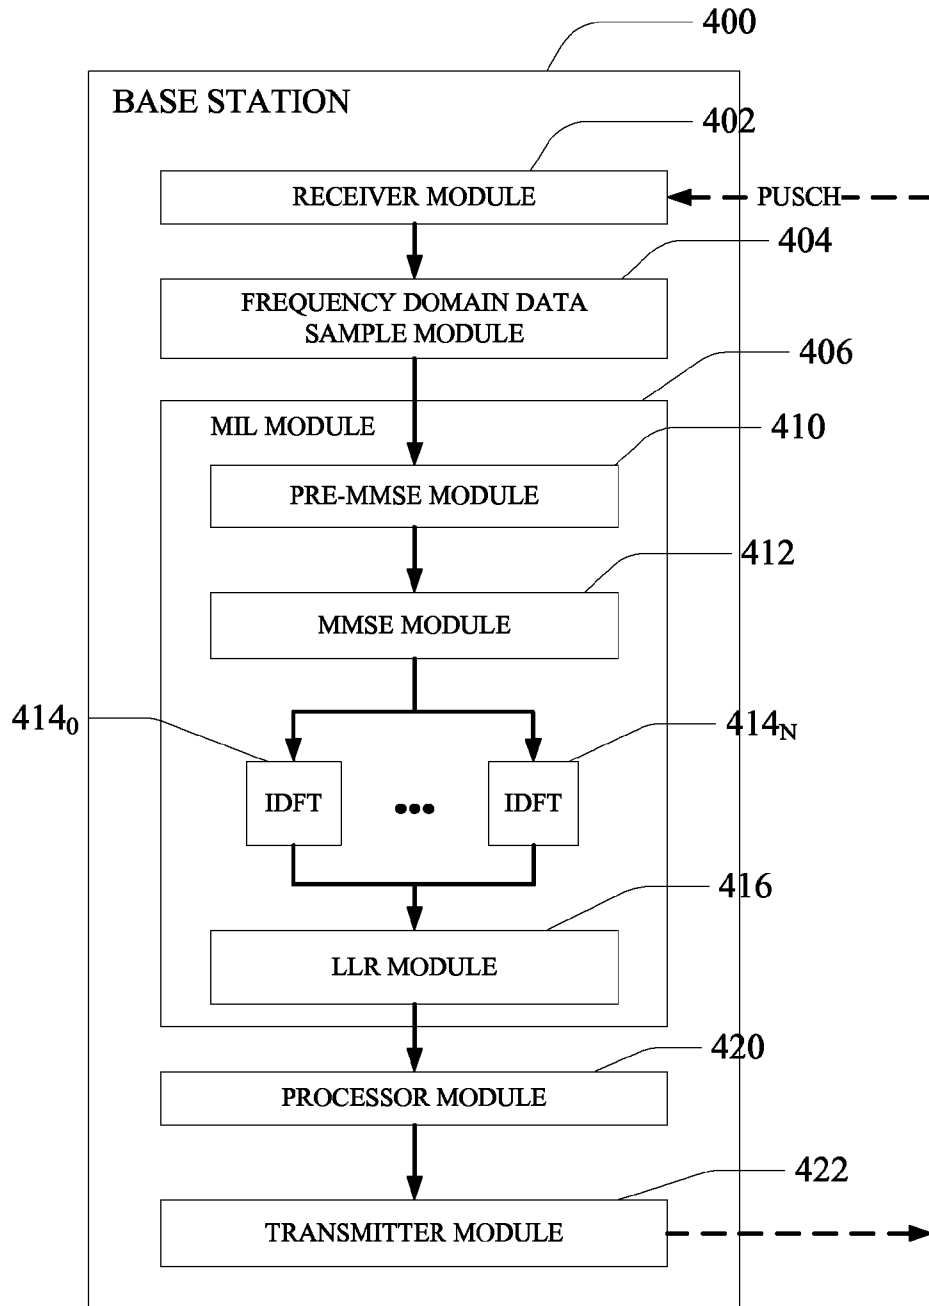 400
BASE STATION
402
RECEIVER MODULE
PUSCH
404
FREQUENCY DOMAIN DATA
SAMPLE MODULE
406
MIL MODULE
410
PRE-MMSE MODULE
412
MMSE MODULE
414₀
414_N
IDFT
•••
IDFT
416
LLR MODULE
420
PROCESSOR MODULE
422
TRANSMITTER MODULE